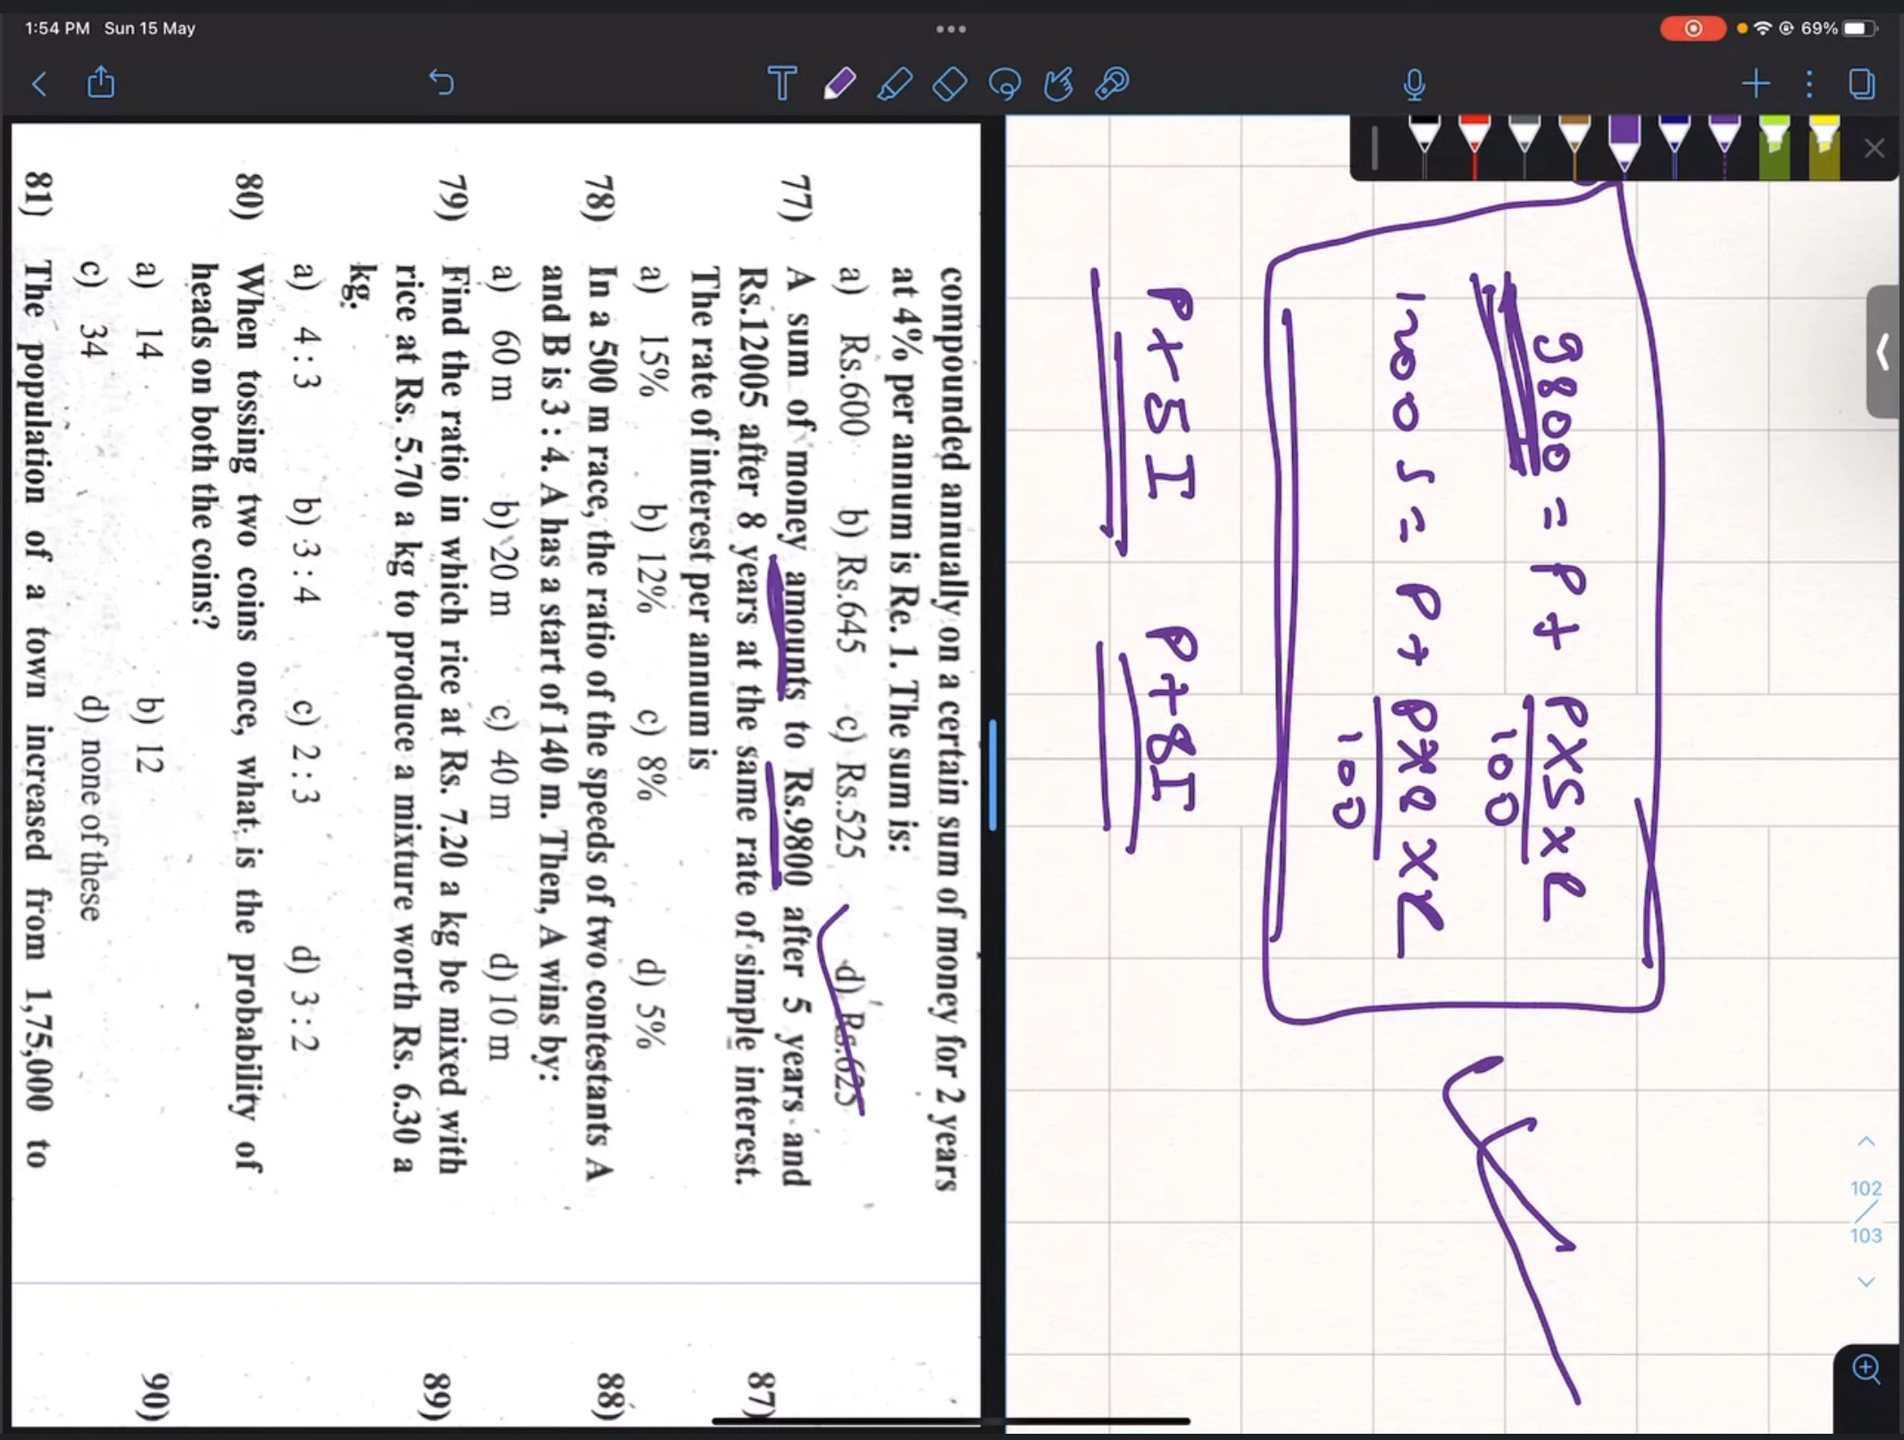 1:54 PM Sun 15 May
69%
compounded annually on a certain sum of money for 2 years
at 4% per annum is Re. 1. The sum is:
a) Rs.600 b) Rs.645 c) Rs.525 d) Rs.625
77) A sum of money amounts to Rs.9800 after 5 years and
Rs.12005 after 8 years at the same rate of simple interest.
The rate of interest per annum is
a) 15% b) 12% c) 8% d) 5%
78) In a 500 m race, the ratio of the speeds of two contestants A
and B is 3 : 4. A has a start of 140 m. Then, A wins by:
a) 60 m b) 20 m c) 40 m d) 10 m
79) Find the ratio in which rice at Rs. 7.20 a kg be mixed with
rice at Rs. 5.70 a kg to produce a mixture worth Rs. 6.30 a
kg.
a) 4 : 3 b) 3 : 4 c) 2 : 3 d) 3 : 2
80) When tossing two coins once, what is the probability of
heads on both the coins?
a) 14 b) 12
c) 34 d) none of these
81) The population of a town increased from 1,75,000 to
87)
88)
89)
90)
9800 = P + P×5×R
100
12005 = P + P×8×R
100
P+5I P+8I
102
103